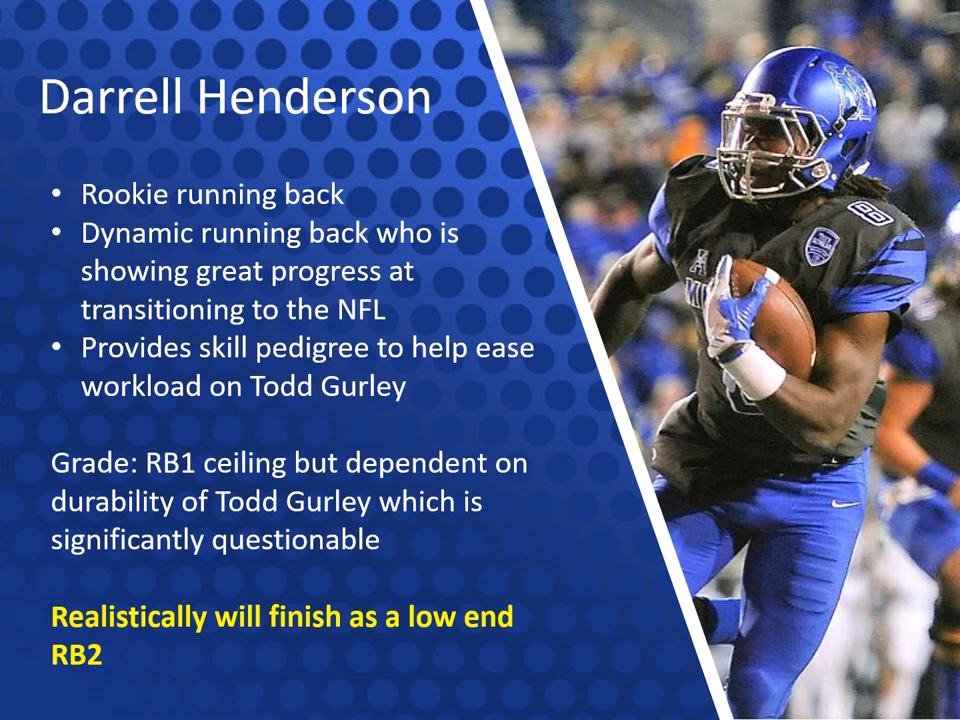 Darrell Henderson
• Rookie running back
• Dynamic running back who is
showing great progress at
transitioning to the NFL
• Provides skill pedigree to help ease
workload on Todd Gurley
Grade: RB1 ceiling but dependent on
durability of Todd Gurley which is
significantly questionable
Realistically will finish as a low end
RB2
8